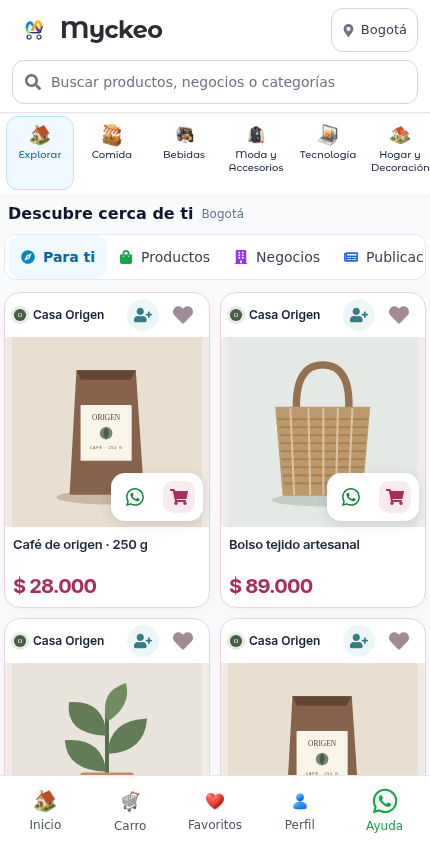 Myckeo
Bogotá
Buscar productos, negocios o categorías
Explorar
Comida
Bebidas
Moda y
Accesorios
Tecnología
Hogar y
Decoración
Descubre cerca de ti Bogotá
Para ti
Productos
Negocios
Publicac
Casa Origen
ORIGEN
CAFÉ · 250 G
Café de origen · 250 g
$ 28.000
Casa Origen
Bolso tejido artesanal
$ 89.000
Casa Origen
Casa Origen
ORIGEN
Inicio
Carro
Favoritos
Perfil
Ayuda